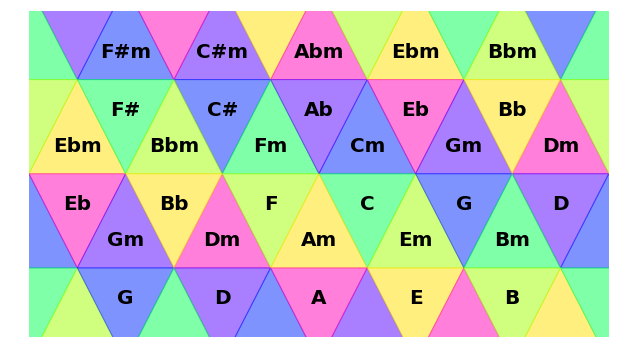 F#m C#m Abm Ebm Bbm
F# C# Ab Eb Bb
Ebm Bbm Fm Cm Gm Dm
Eb Bb F C G D
Gm Dm Am Em Bm
G D A E B